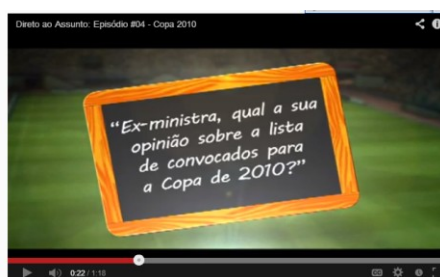 Direto ao Assunto: Episódio #04 - Copa 2010
“Ex-ministra, qual a sua
opinião sobre a lista
de convocados para
a Copa de 2010?”
0:22 / 1:18